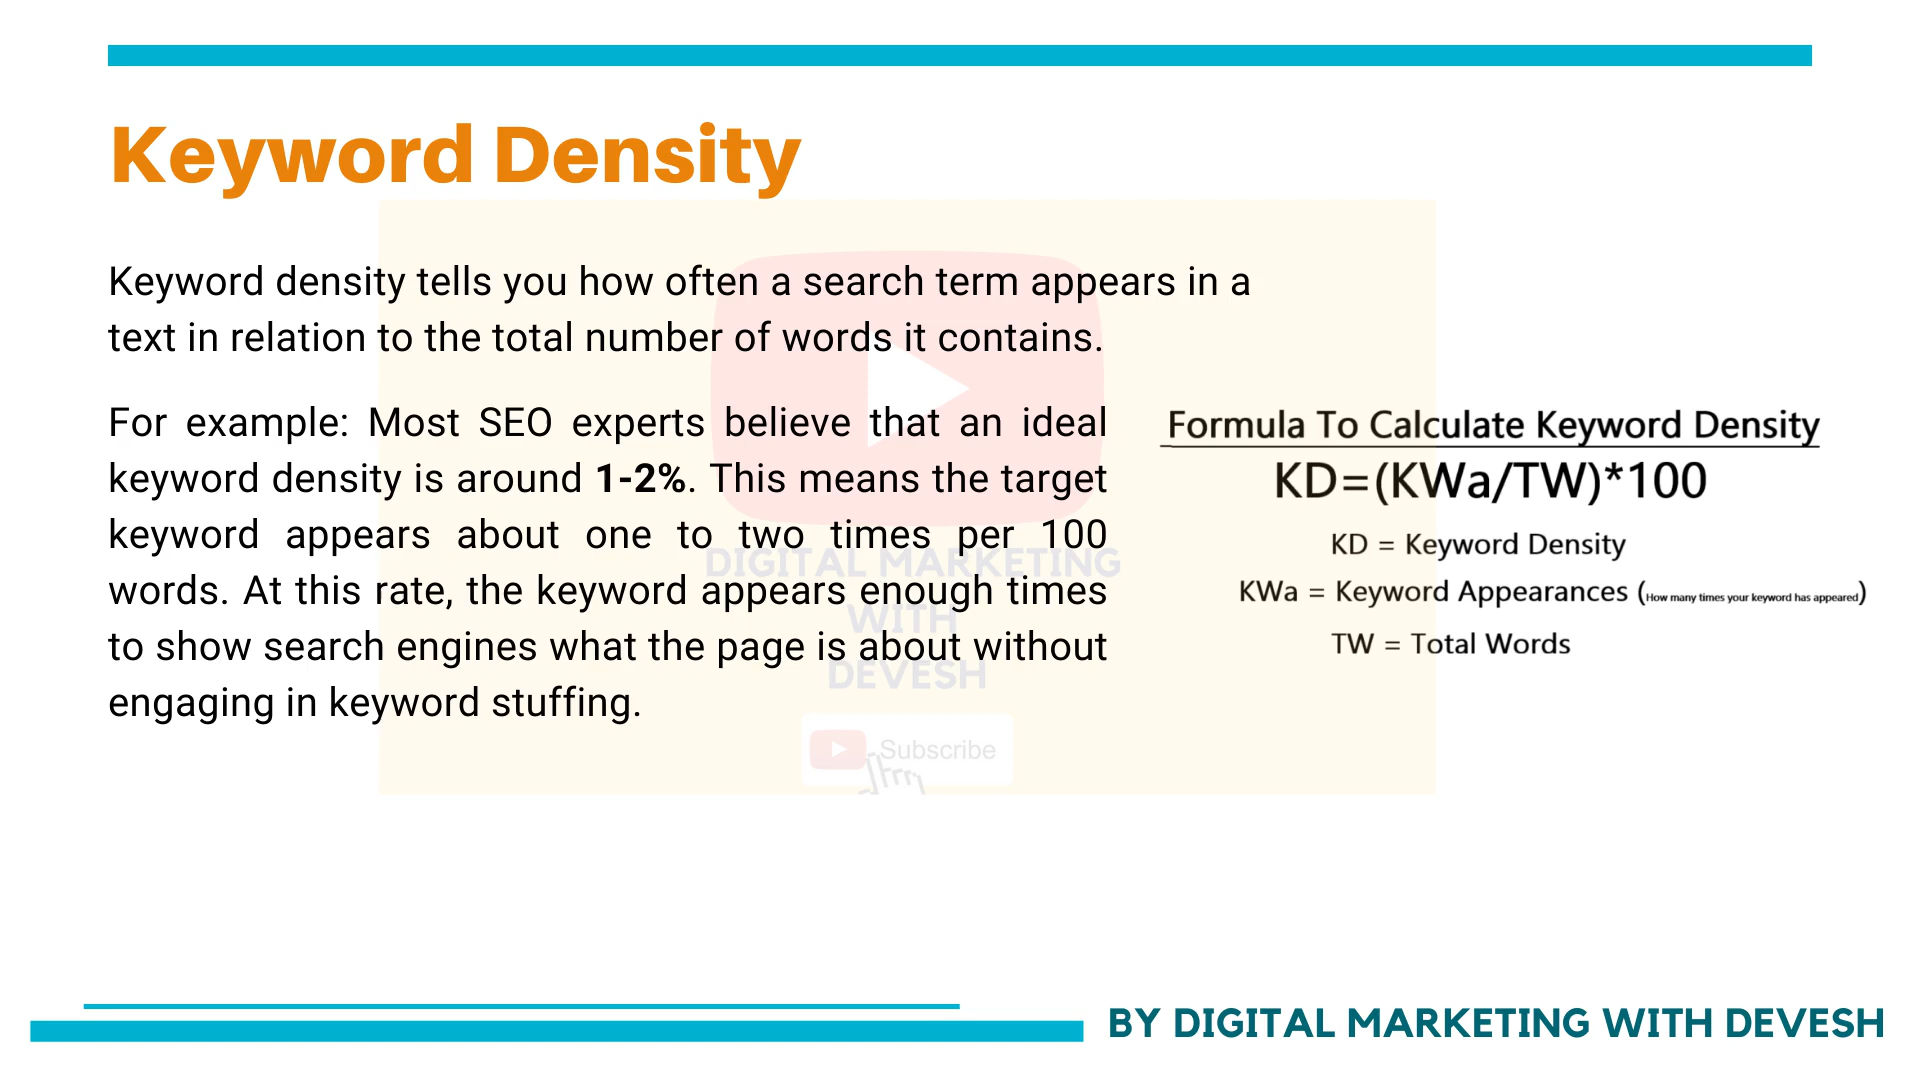 Keyword Density
Keyword density tells you how often a search term appears in a
text in relation to the total number of words it contains.
For example: Most SEO experts believe that an ideal
keyword density is around 1-2%. This means the target
keyword appears about one to two times per 100
words. At this rate, the keyword appears enough times
to show search engines what the page is about without
engaging in keyword stuffing.
Formula To Calculate Keyword Density
KD=(KWa/TW)*100
KD = Keyword Density
KWa = Keyword Appearances (How many times your keyword has appeared)
TW = Total Words
DIGITAL MARKETING
WITH
DEVESH
Subscribe
BY DIGITAL MARKETING WITH DEVESH